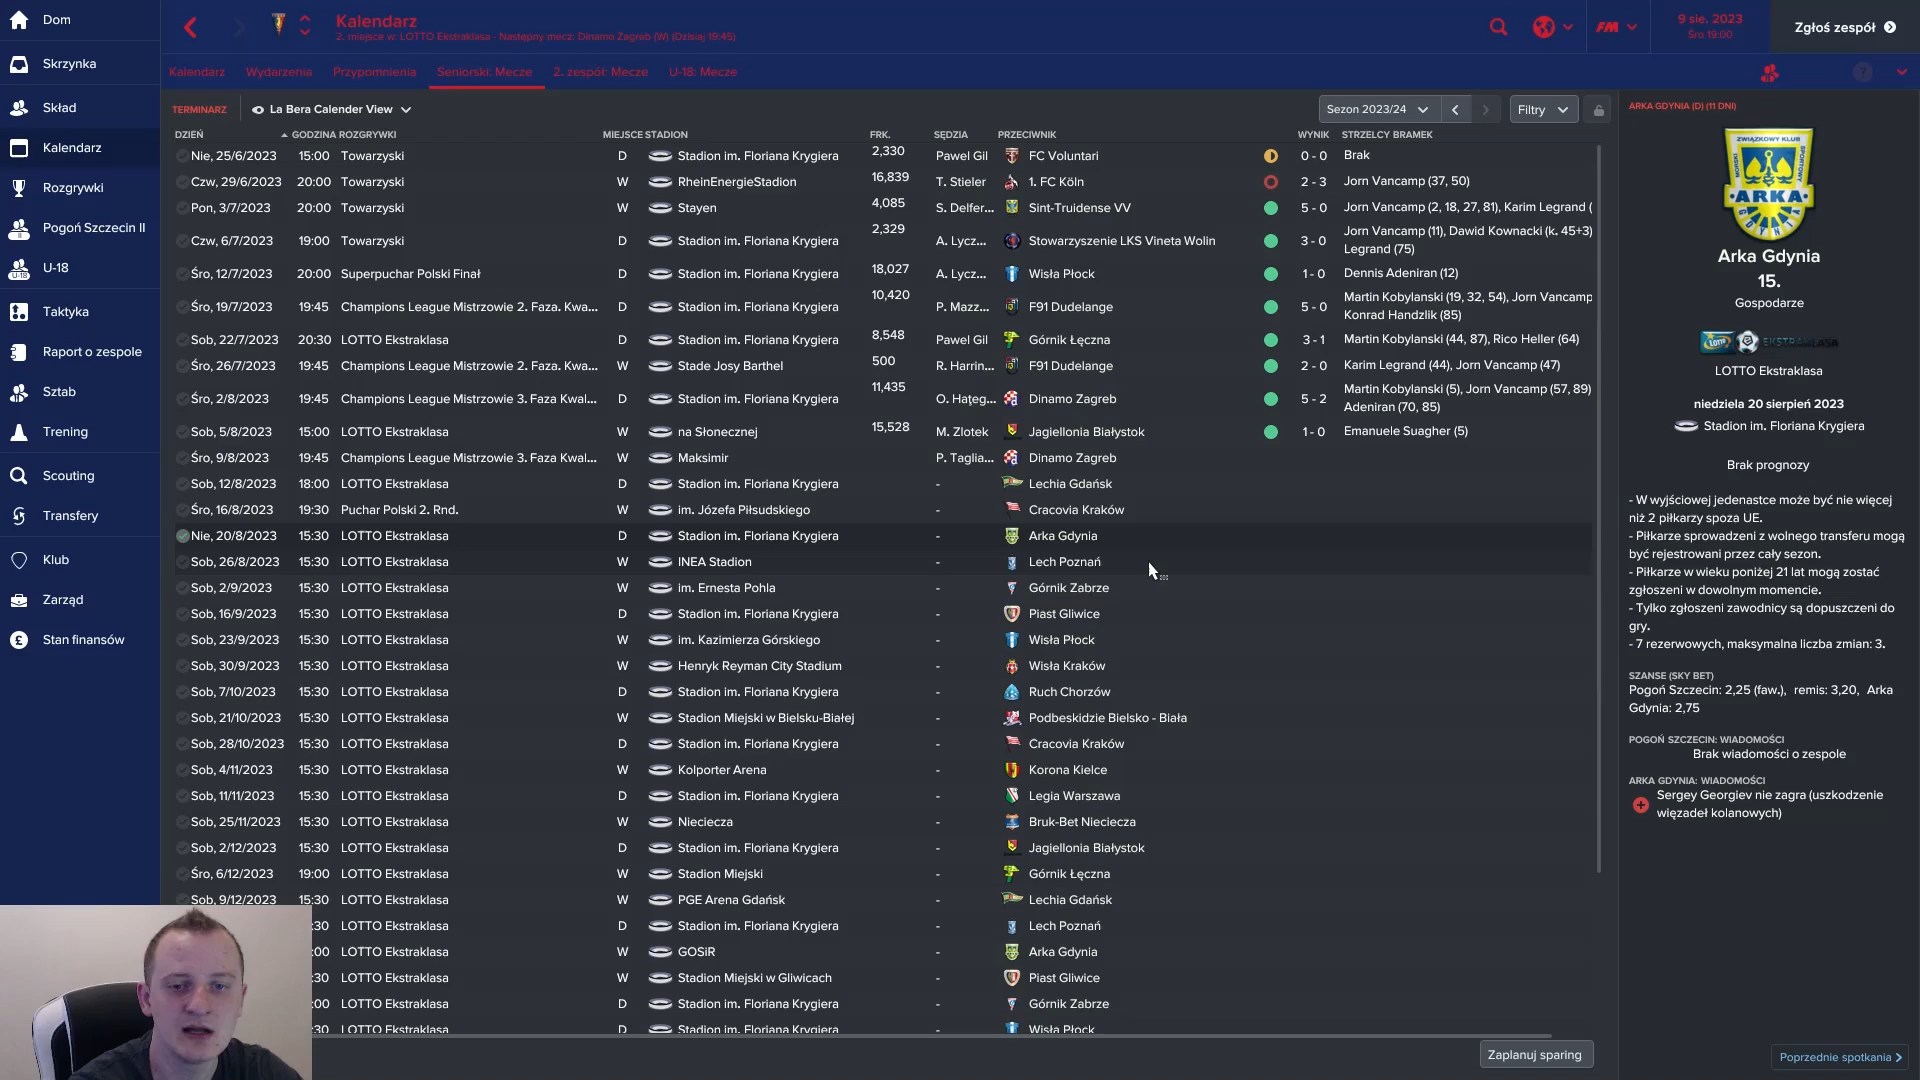 Dom
Skrzynka
Skład
Kalendarz
Rozgrywki
Pogoń Szczecin II
U-18
Taktyka
Raport o zespole
Sztab
Trening
Scouting
Transfery
Klub
Zarząd
Stan finansów
Kalendarz
2. miejsce w: LOTTO Ekstraklasa - Następny mecz: Dinamo Zagreb (W) (Dzisiaj 19:45)
FM
9 sie. 2023
Śro 19:00
Zgłoś zespół
Kalendarz Wydarzenia Przypomnienia Seniorski: Mecze 2. zespół: Mecze U-18: Mecze
TERMINARZ La Bera Calender View Sezon 2023/24 Filtry
DZIEŃ GODZINA ROZGRYWKI MIEJSCE STADION FRK. SĘDZIA PRZECIWNIK WYNIK STRZELCY BRAMEK
Nie, 25/6/2023 15:00 Towarzyski D Stadion im. Floriana Krygiera 2,330 Pawel Gil FC Voluntari 0 - 0 Brak
Czw, 29/6/2023 20:00 Towarzyski W RheinEnergieStadion 16,839 T. Stieler 1. FC Köln 2 - 3 Jorn Vancamp (37, 50)
Pon, 3/7/2023 20:00 Towarzyski W Stayen 4,085 S. Delfer... Sint-Truidense VV 5 - 0 Jorn Vancamp (2, 18, 27, 81), Karim Legrand (
Czw, 6/7/2023 19:00 Towarzyski D Stadion im. Floriana Krygiera 2,329 A. Lycz... Stowarzyszenie LKS Vineta Wolin 3 - 0 Jorn Vancamp (11), Dawid Kownacki (k. 45+3)
Legrand (75)
Śro, 12/7/2023 20:00 Superpuchar Polski Finał D Stadion im. Floriana Krygiera 18,027 A. Lycz... Wisła Płock 1 - 0 Dennis Adeniran (12)
Śro, 19/7/2023 19:45 Champions League Mistrzowie 2. Faza. Kwa... D Stadion im. Floriana Krygiera 10,420 P. Mazz... F91 Dudelange 5 - 0 Martin Kobylanski (19, 32, 54), Jorn Vancamp
Konrad Handzlik (85)
Sob, 22/7/2023 20:30 LOTTO Ekstraklasa D Stadion im. Floriana Krygiera 8,548 Pawel Gil Górnik Łęczna 3 - 1 Martin Kobylanski (44, 87), Rico Heller (64)
Śro, 26/7/2023 19:45 Champions League Mistrzowie 2. Faza. Kwa... W Stade Josy Barthel 500 R. Harrin... F91 Dudelange 2 - 0 Karim Legrand (44), Jorn Vancamp (47)
Śro, 2/8/2023 19:45 Champions League Mistrzowie 3. Faza Kwal... D Stadion im. Floriana Krygiera 11,435 O. Haţeg... Dinamo Zagreb 5 - 2 Martin Kobylanski (5), Jorn Vancamp (57, 89)
Adeniran (70, 85)
Sob, 5/8/2023 15:00 LOTTO Ekstraklasa W na Słonecznej 15,528 M. Zlotek Jagiellonia Białystok 1 - 0 Emanuele Suagher (5)
Śro, 9/8/2023 19:45 Champions League Mistrzowie 3. Faza Kwal... W Maksimir P. Taglia... Dinamo Zagreb
Sob, 12/8/2023 18:00 LOTTO Ekstraklasa D Stadion im. Floriana Krygiera - Lechia Gdańsk
Śro, 16/8/2023 19:30 Puchar Polski 2. Rnd. W im. Józefa Piłsudskiego - Cracovia Kraków
Nie, 20/8/2023 15:30 LOTTO Ekstraklasa D Stadion im. Floriana Krygiera - Arka Gdynia
Sob, 26/8/2023 15:30 LOTTO Ekstraklasa W INEA Stadion - Lech Poznań
Sob, 2/9/2023 15:30 LOTTO Ekstraklasa W im. Ernesta Pohla - Górnik Zabrze
Sob, 16/9/2023 15:30 LOTTO Ekstraklasa D Stadion im. Floriana Krygiera - Piast Gliwice
Sob, 23/9/2023 15:30 LOTTO Ekstraklasa W im. Kazimierza Górskiego - Wisła Płock
Sob, 30/9/2023 15:30 LOTTO Ekstraklasa W Henryk Reyman City Stadium - Wisła Kraków
Sob, 7/10/2023 15:30 LOTTO Ekstraklasa D Stadion im. Floriana Krygiera - Ruch Chorzów
Sob, 21/10/2023 15:30 LOTTO Ekstraklasa W Stadion Miejski w Bielsku-Białej - Podbeskidzie Bielsko - Biała
Sob, 28/10/2023 15:30 LOTTO Ekstraklasa D Stadion im. Floriana Krygiera - Cracovia Kraków
Sob, 4/11/2023 15:30 LOTTO Ekstraklasa W Kolporter Arena - Korona Kielce
Sob, 11/11/2023 15:30 LOTTO Ekstraklasa D Stadion im. Floriana Krygiera - Legia Warszawa
Sob, 25/11/2023 15:30 LOTTO Ekstraklasa W Nieciecza - Bruk-Bet Nieciecza
Sob, 2/12/2023 15:30 LOTTO Ekstraklasa D Stadion im. Floriana Krygiera - Jagiellonia Białystok
Śro, 6/12/2023 19:00 LOTTO Ekstraklasa W Stadion Miejski - Górnik Łęczna
Sob, 9/12/2023 15:30 LOTTO Ekstraklasa W PGE Arena Gdańsk - Lechia Gdańsk
:30 LOTTO Ekstraklasa D Stadion im. Floriana Krygiera - Lech Poznań
:00 LOTTO Ekstraklasa W GOSiR - Arka Gdynia
:30 LOTTO Ekstraklasa W Stadion Miejski w Gliwicach - Piast Gliwice
:00 LOTTO Ekstraklasa D Stadion im. Floriana Krygiera - Górnik Zabrze
:30 LOTTO Ekstraklasa D Stadion im. Floriana Krygiera - Wisła Płock
Zaplanuj sparing
ARKA GDYNIA (D) (11 DNI)
ZWIĄZKOWY KLUB
MORSKI
SPORTOWY
ARKA
GDYNIA
Arka Gdynia
15.
Gospodarze
LOTTO EKSTRAKLASA
LOTTO Ekstraklasa
niedziela 20 sierpień 2023
Stadion im. Floriana Krygiera
Brak prognozy
- W wyjściowej jedenastce może być nie więcej
niż 2 piłkarzy spoza UE.
- Piłkarze sprowadzeni z wolnego transferu mogą
być rejestrowani przez cały sezon.
- Piłkarze w wieku poniżej 21 lat mogą zostać
zgłoszeni w dowolnym momencie.
- Tylko zgłoszeni zawodnicy są dopuszczeni do
gry.
- 7 rezerwowych, maksymalna liczba zmian: 3.
SZANSE (SKY BET)
Pogoń Szczecin: 2,25 (faw.), remis: 3,20, Arka
Gdynia: 2,75
POGOŃ SZCZECIN: WIADOMOŚCI
Brak wiadomości o zespole
ARKA GDYNIA: WIADOMOŚCI
Sergey Georgiev nie zagra (uszkodzenie
więzadeł kolanowych)
Poprzednie spotkania